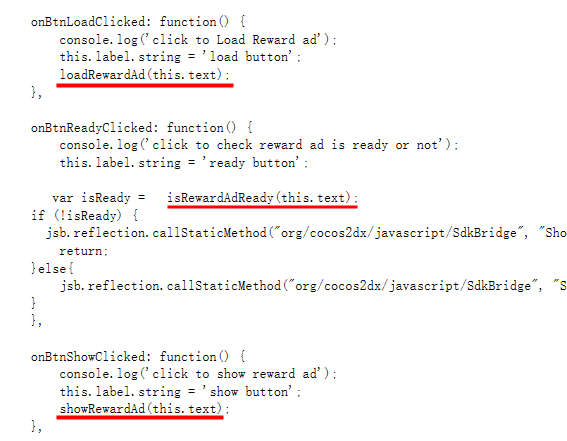 onBtnLoadClicked: function() {
console.log('click to Load Reward ad');
this.label.string = 'load button';
loadRewardAd(this.text);
},
onBtnReadyClicked: function() {
console.log('click to check reward ad is ready or not');
this.label.string = 'ready button';
var isReady = isRewardAdReady(this.text);
if (!isReady) {
jsb.reflection.callStaticMethod("org/cocos2dx/javascript/SdkBridge", "Sho
return;
}else{
jsb.reflection.callStaticMethod("org/cocos2dx/javascript/SdkBridge", "S
}
},
onBtnShowClicked: function() {
console.log('click to show reward ad');
this.label.string = 'show button';
showRewardAd(this.text);
},